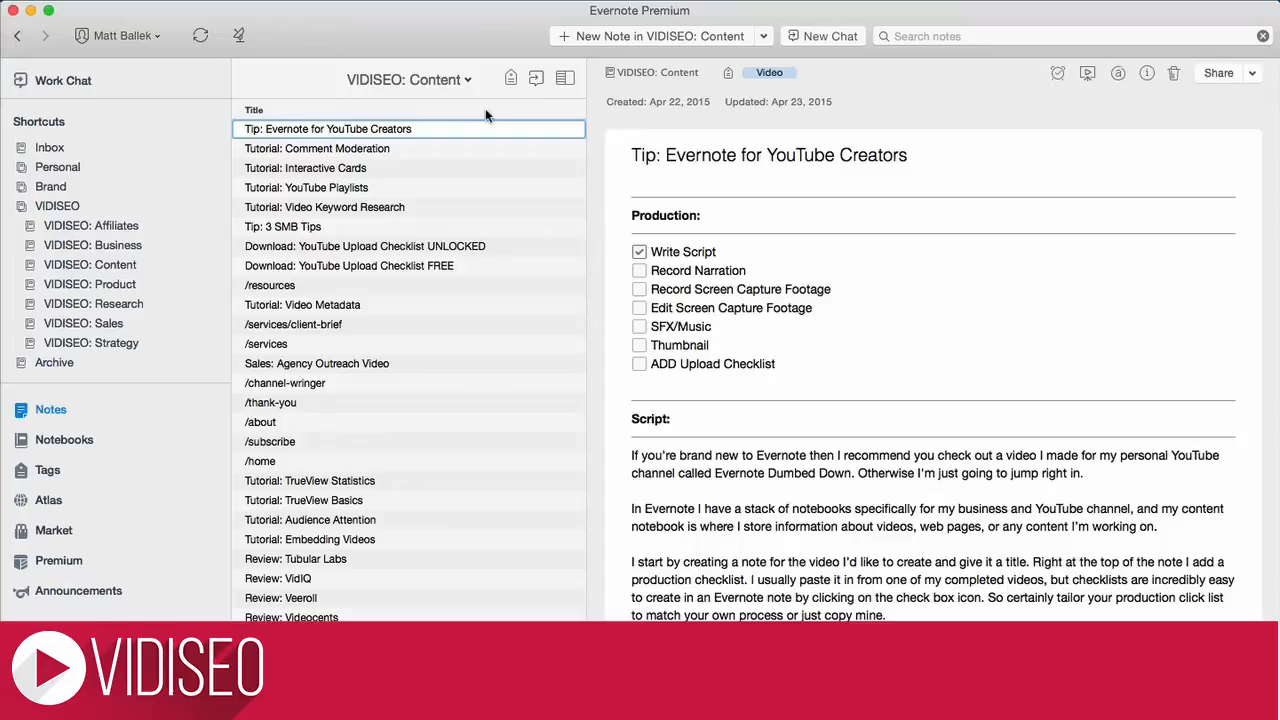 Evernote Premium
Matt Ballek
New Note in VIDISEO: Content
New Chat
Search notes
Work Chat
Shortcuts
Inbox
Personal
Brand
VIDISEO
VIDISEO: Affiliates
VIDISEO: Business
VIDISEO: Content
VIDISEO: Product
VIDISEO: Research
VIDISEO: Sales
VIDISEO: Strategy
Archive
Notes
Notebooks
Tags
Atlas
Market
Premium
Announcements
VIDISEO: Content
Title
Tip: Evernote for YouTube Creators
Tutorial: Comment Moderation
Tutorial: Interactive Cards
Tutorial: YouTube Playlists
Tutorial: Video Keyword Research
Tip: 3 SMB Tips
Download: YouTube Upload Checklist UNLOCKED
Download: YouTube Upload Checklist FREE
/resources
Tutorial: Video Metadata
/services/client-brief
/services
Sales: Agency Outreach Video
/channel-wringer
/thank-you
/about
/subscribe
/home
Tutorial: TrueView Statistics
Tutorial: TrueView Basics
Tutorial: Audience Attention
Tutorial: Embedding Videos
Review: Tubular Labs
Review: VidIQ
Review: Veeroll
Review: Videocents
VIDISEO: Content
Video
Share
Created: Apr 22, 2015 Updated: Apr 23, 2015
Tip: Evernote for YouTube Creators
Production:
Write Script
Record Narration
Record Screen Capture Footage
Edit Screen Capture Footage
SFX/Music
Thumbnail
ADD Upload Checklist
Script:
If you're brand new to Evernote then I recommend you check out a video I made for my personal YouTube
channel called Evernote Dumbed Down. Otherwise I'm just going to jump right in.
In Evernote I have a stack of notebooks specifically for my business and YouTube channel, and my content
notebook is where I store information about videos, web pages, or any content I'm working on.
I start by creating a note for the video I'd like to create and give it a title. Right at the top of the note I add a
production checklist. I usually paste it in from one of my completed videos, but checklists are incredibly easy
to create in an Evernote note by clicking on the check box icon. So certainly tailor your production click list
to match your own process or just copy mine.
VIDISEO